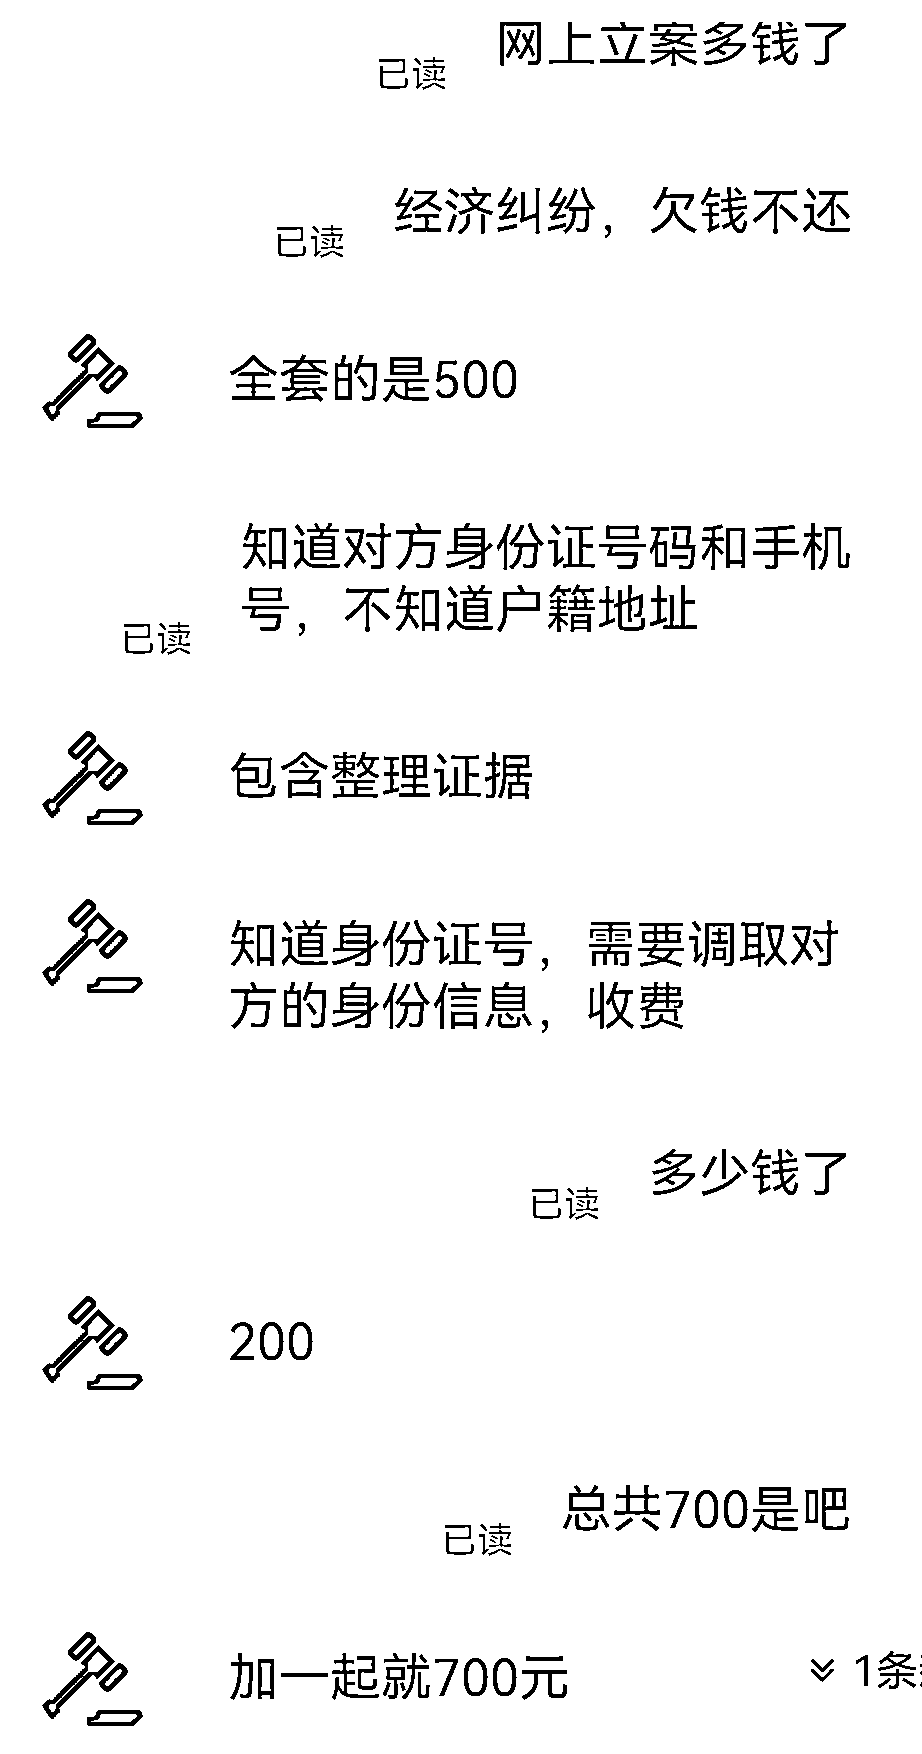 网上立案多钱了
已读
经济纠纷，欠钱不还
已读
全套的是500
知道对方身份证号码和手机
号，不知道户籍地址
已读
包含整理证据
知道身份证号，需要调取对
方的身份信息，收费
多少钱了
已读
200
总共700是吧
已读
加一起就700元
1条